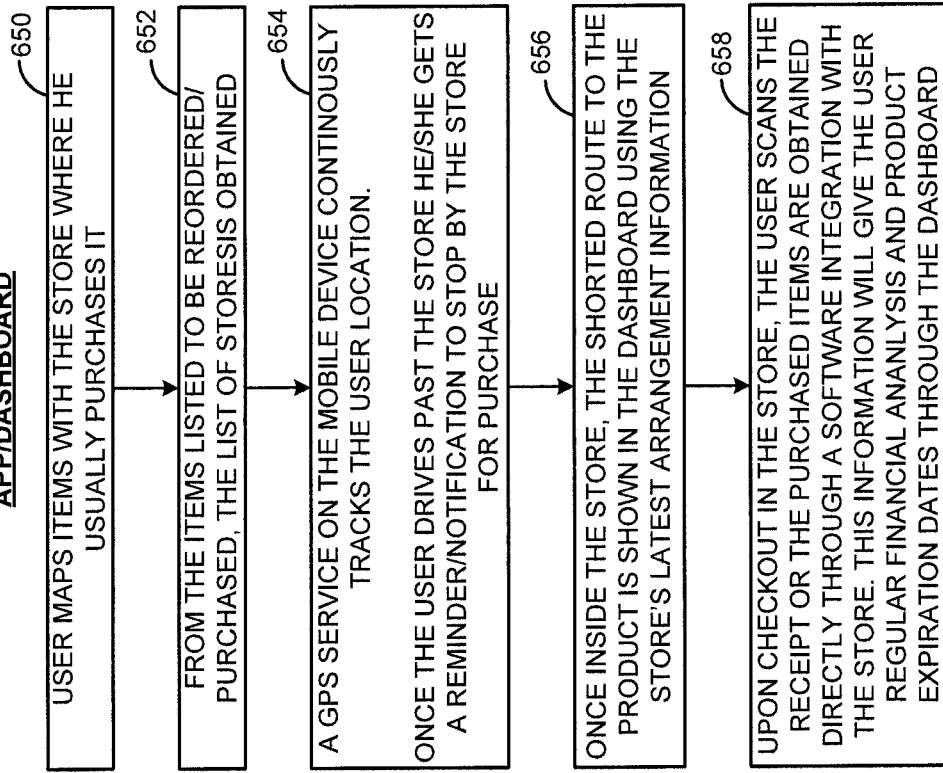 APP/DASHBOARD
650
USER MAPS ITEMS WITH THE STORE WHERE HE
USUALLY PURCHASES IT
652
FROM THE ITEMS LISTED TO BE REORDERED/
PURCHASED, THE LIST OF STORESIS OBTAINED
654
A GPS SERVICE ON THE MOBILE DEVICE CONTINOUSLY
TRACKS THE USER LOCATION.
ONCE THE USER DRIVES PAST THE STORE HE/SHE GETS
A REMINDER/NOTIFICATION TO STOP BY THE STORE
FOR PURCHASE
656
ONCE INSIDE THE STORE, THE SHORTED ROUTE TO THE
PRODUCT IS SHOWN IN THE DASHBOARD USING THE
STORE'S LATEST ARRANGEMENT INFORMATION
658
UPON CHECKOUT IN THE STORE, THE USER SCANS THE
RECEIPT OR THE PURCHASED ITEMS ARE OBTAINED
DIRECTLY THROUGH A SOFTWARE INTEGRATION WITH
THE STORE. THIS INFORMATION WILL GIVE THE USER
REGULAR FINANCIAL ANANLYSIS AND PRODUCT
EXPIRATION DATES THROUGH THE DASHBOARD